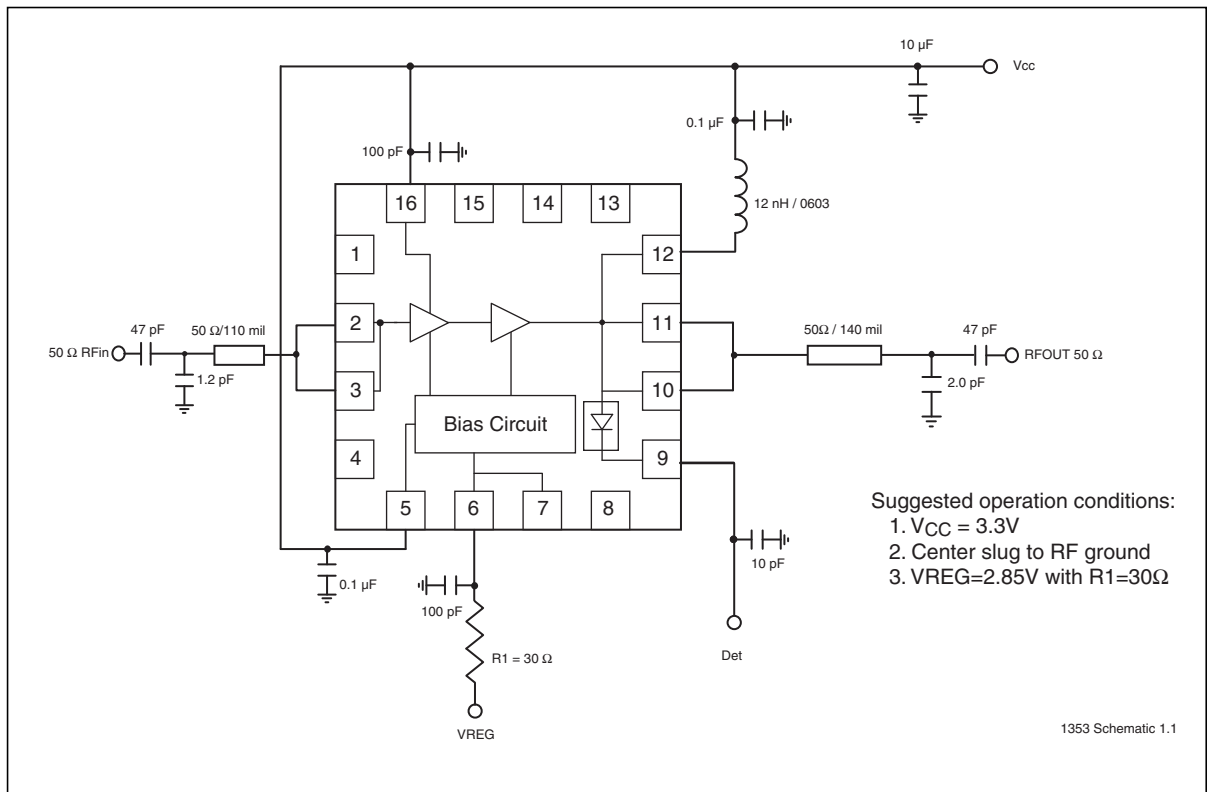 10 µF
Vcc
0.1 µF
100 pF
12 nH / 0603
16
15
14
13
1
12
2
11
47 pF
50 Ω/110 mil
50Ω / 140 mil
47 pF
50 Ω RFin
RFOUT 50 Ω
1.2 pF
3
10
2.0 pF
Bias Circuit
4
9
5
6
7
8
Suggested operation conditions:
1. VCC = 3.3V
2. Center slug to RF ground
3. VREG=2.85V with R1=30Ω
0.1 µF
10 pF
100 pF
R1 = 30 Ω
Det
VREG
1353 Schematic 1.1